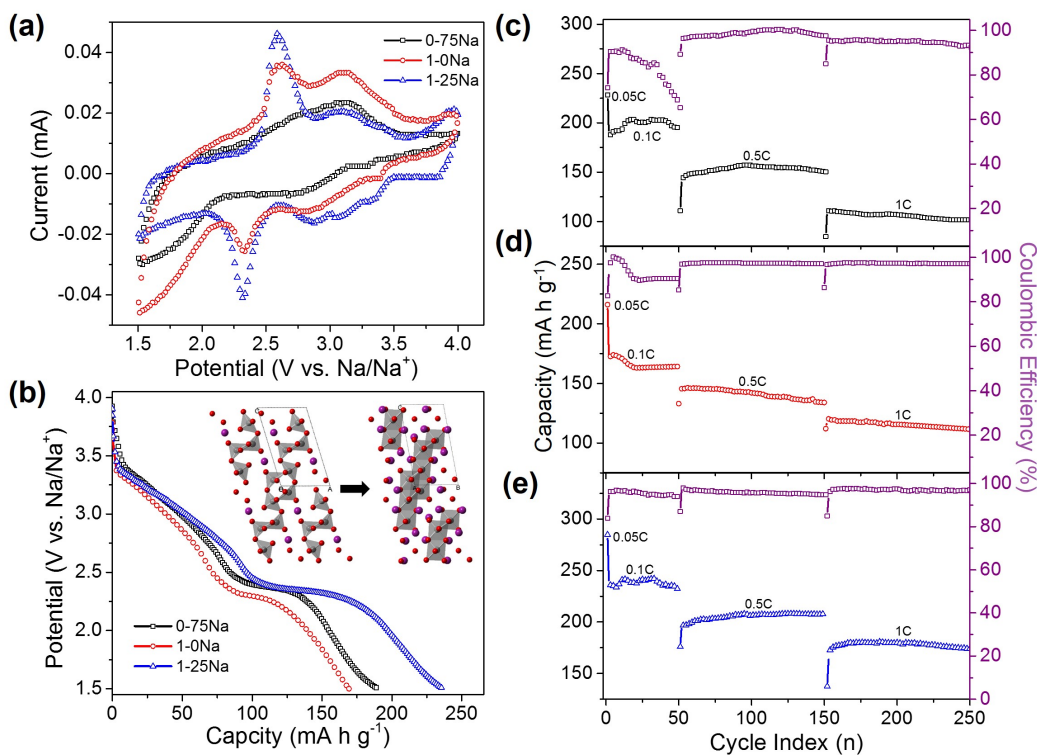 (a)
0.04
0.02
0.00
-0.02
-0.04
Current (mA)
0-75Na
1-0Na
1-25Na
1.5 2.0 2.5 3.0 3.5 4.0
Potential (V vs. Na/Na+)
(b)
4.0
3.5
3.0
2.5
2.0
1.5
Potential (V vs. Na/Na+)
0-75Na
1-0Na
1-25Na
0 50 100 150 200 250
Capcity (mA h g-1)
(c)
300
250
200
150
100
0.05C
0.1C
0.5C
1C
100
80
60
40
20
(d)
250
225
175
150
100
0.05C
0.1C
0.5C
1C
100
80
60
40
20
Capacity (mA h g-1)
Coulombic Efficiency (%)
(e)
300
250
200
150
0.05C
0.1C
0.5C
1C
100
80
60
40
20
0
0 50 100 150 200 250
Cycle Index (n)